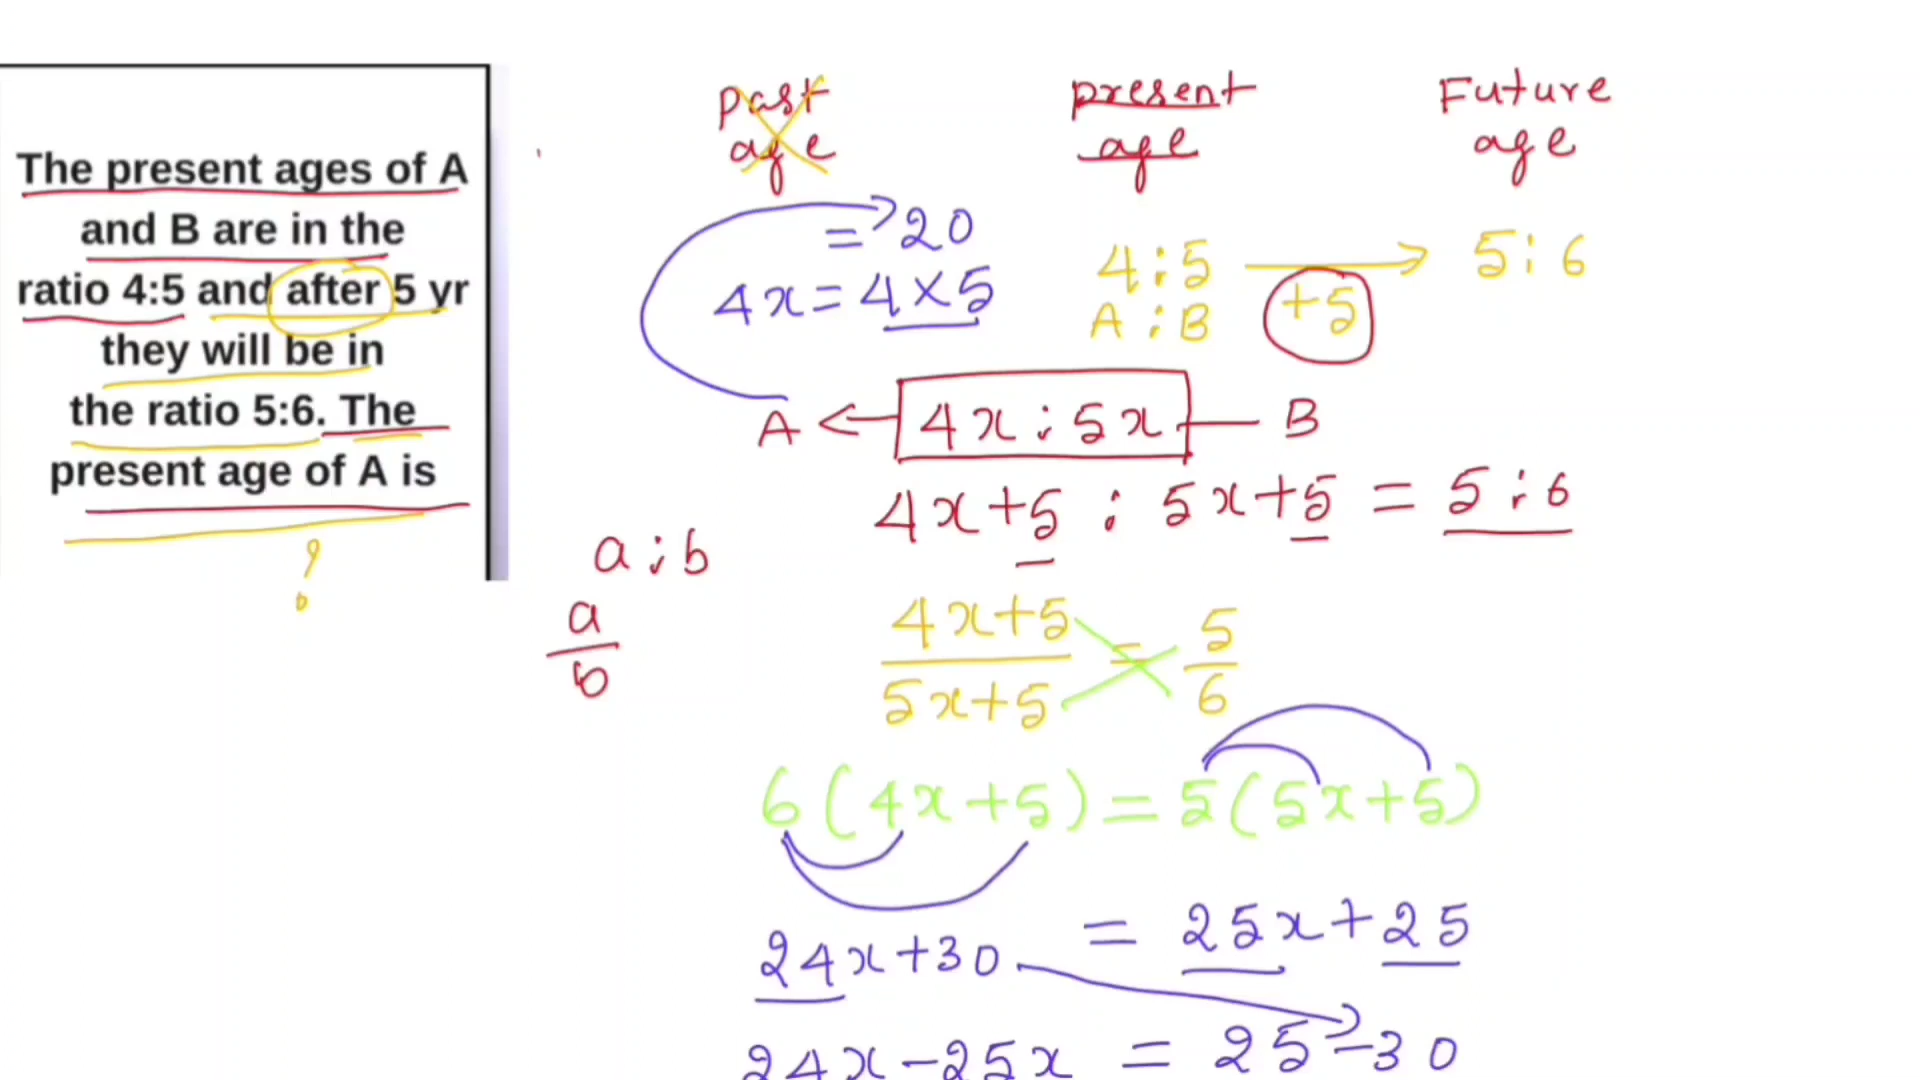 The present ages of A
and B are in the
ratio 4:5 and after 5 yr
they will be in
the ratio 5:6. The
present age of A is
?
Past
age
present
age
Future
age
= 20
4x = 4 × 5
4 : 5
A : B
+5
5 : 6
A
4x : 5x
B
4x+5 : 5x+5 = 5 : 6
a : b
a
b
4x+5
5x+5
=
5
6
6(4x+5) = 5(5x+5)
24x+30 = 25x+25
24x-25x = 25-30